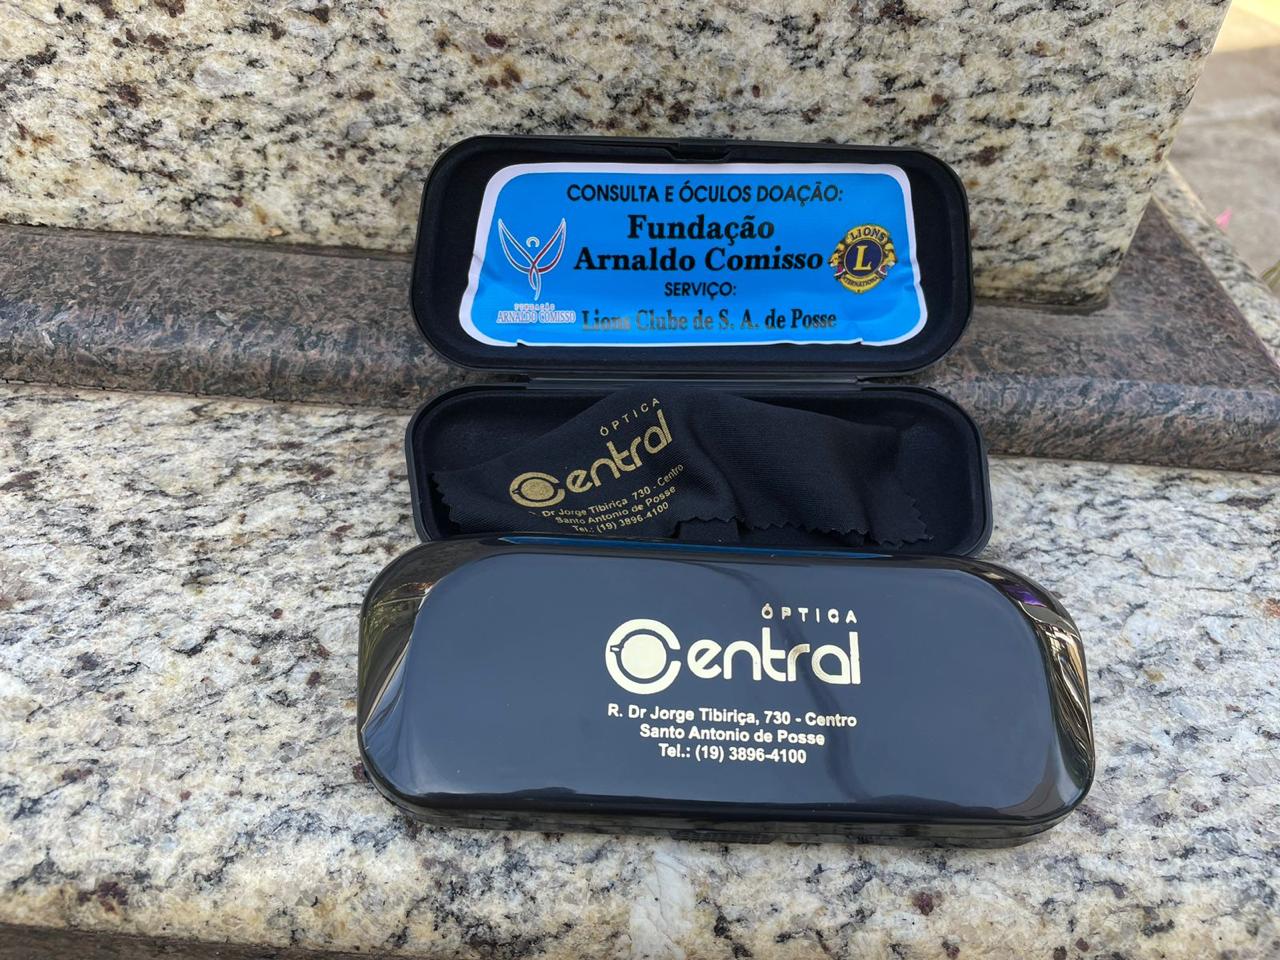 CONSULTA E ÓCULOS DOAÇÃO:
Fundação
Arnaldo Comisso
SERVIÇO:
Lions Clube de S. A. de Posse
FUNDAÇÃO
ARNALDO COMISSO
LIONS
L
INTERNATIONAL
ÓPTICA
Central
Dr Jorge Tibiriça 730 - Centro
Santo Antonio de Posse
Tel.: (19) 3896-4100
ÓPTICA
Central
R. Dr Jorge Tibiriça, 730 - Centro
Santo Antonio de Posse
Tel.: (19) 3896-4100